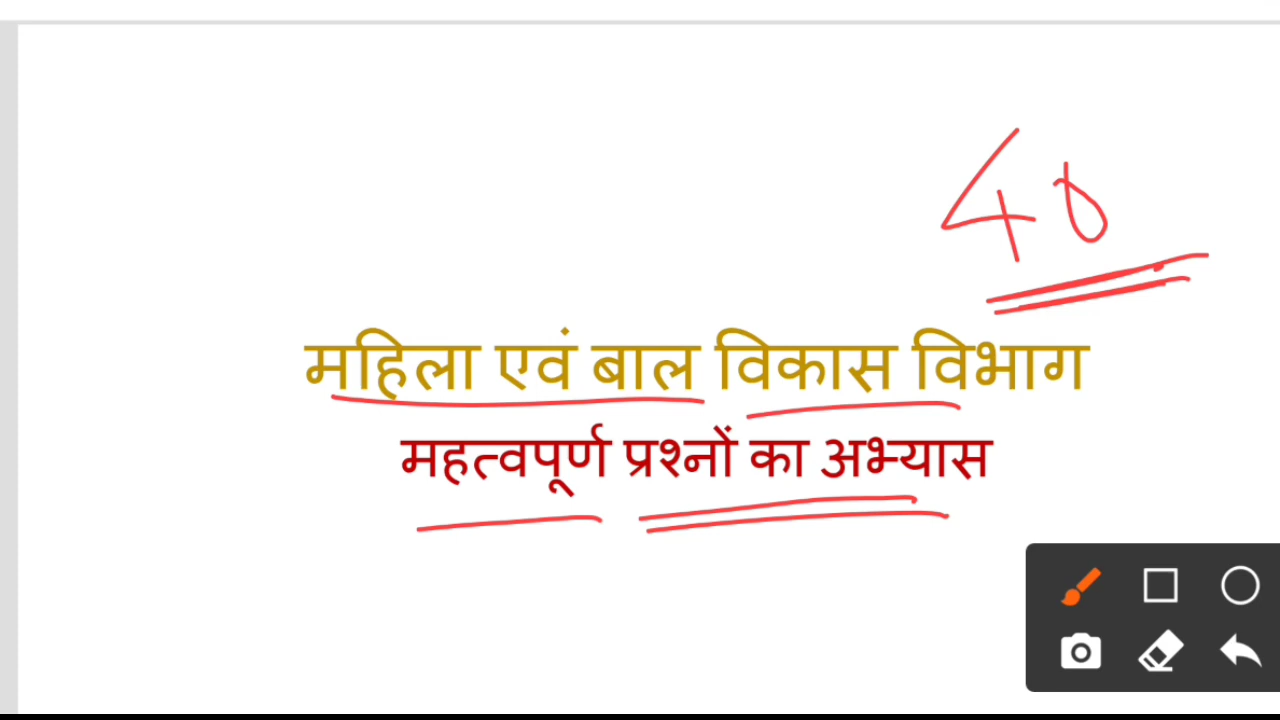 40
महिला एवं बाल विकास विभाग
महत्वपूर्ण प्रश्नों का अभ्यास